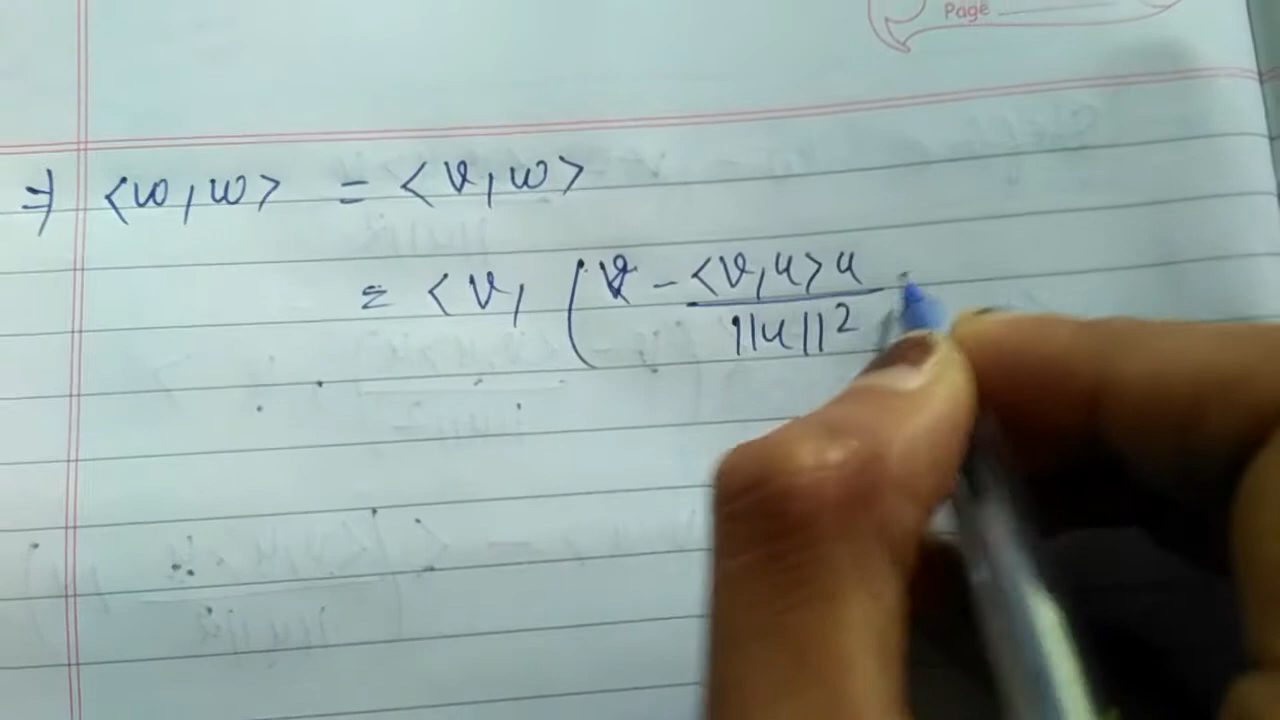 Page
⇒ <w, w> = <v, w>
= <v, (v - <v, u>u / ||u||²